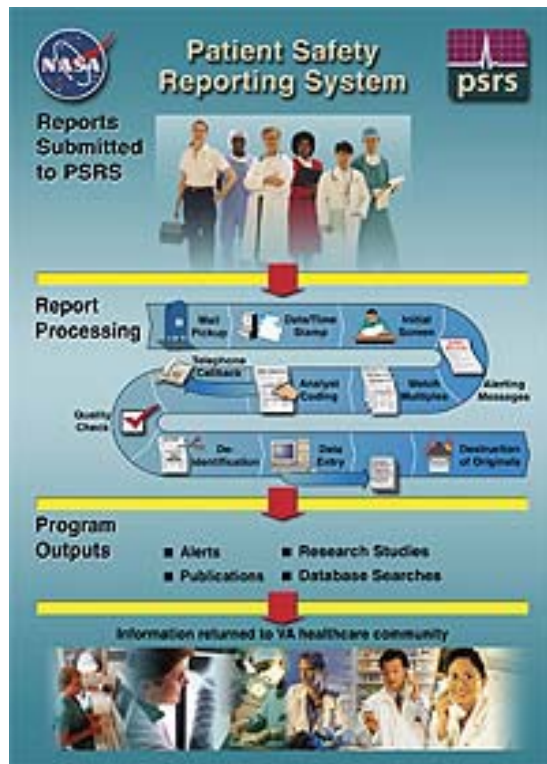 NASA
Patient Safety
Reporting System
psrs
Reports
Submitted
to PSRS
Report
Processing
Mail
Pickup
Date/Time
Stamp
Initial
Screen
Alerting
Messages
Match
Multiples
Analyst
Coding
Telephone
Callback
Quality
Check
De-
Identification
Data
Entry
Destruction
of Originals
Program
Outputs
■ Alerts
■ Research Studies
■ Publications
■ Database Searches
Information returned to VA healthcare community